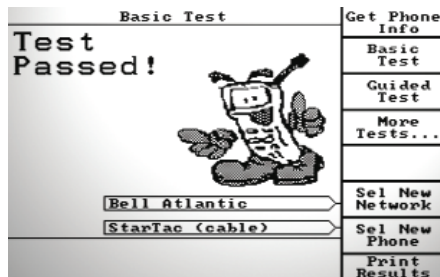 Basic Test
Test
Passed!
Bell Atlantic
StarTac (cable)
Get Phone
Info
Basic
Test
Guided
Test
More
Tests...
Sel New
Network
Sel New
Phone
Print
Results